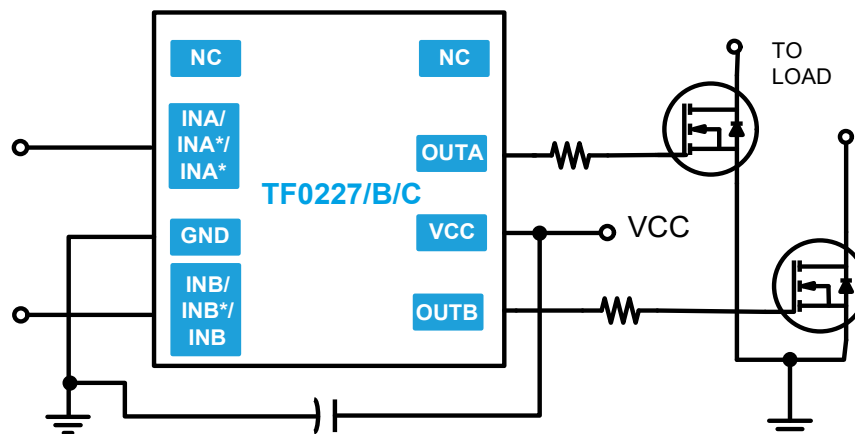 NC
NC
TO
LOAD
INA/
INA*/
INA*
OUTA
TF0227/B/C
GND
VCC
VCC
INB/
INB*/
INB
OUTB